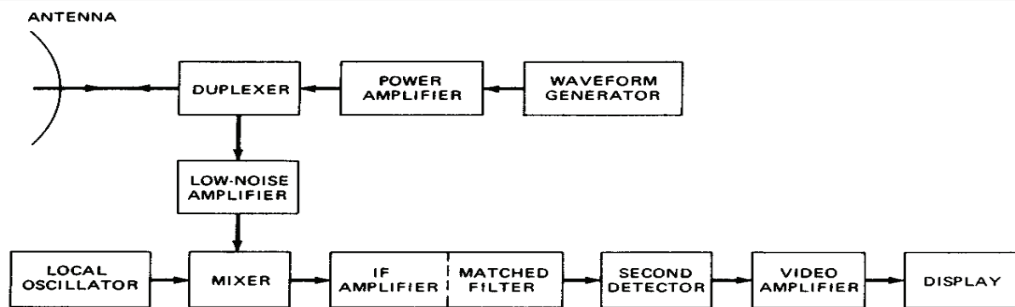 ANTENNA
DUPLEXER
POWER
AMPLIFIER
WAVEFORM
GENERATOR
LOW-NOISE
AMPLIFIER
LOCAL
OSCILLATOR
MIXER
IF
AMPLIFIER
MATCHED
FILTER
SECOND
DETECTOR
VIDEO
AMPLIFIER
DISPLAY